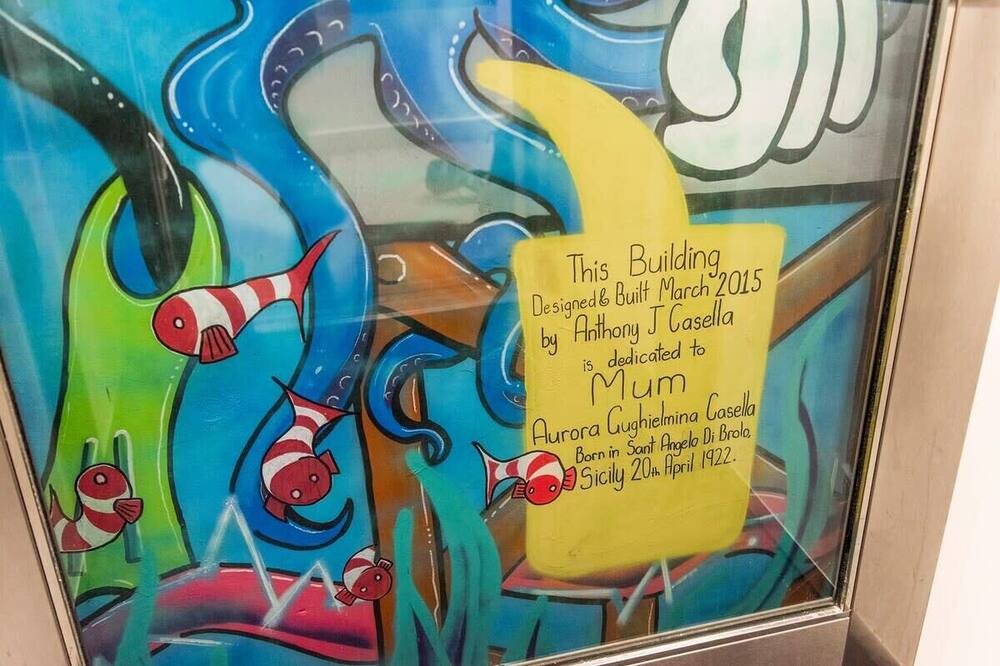 This Building
Designed & Built March 2015
by Anthony J Casella
is dedicated to
Mum
Aurora Gughielmina Casella
Born in Sant Angelo Di Brolo,
Sicily 20th April 1922.